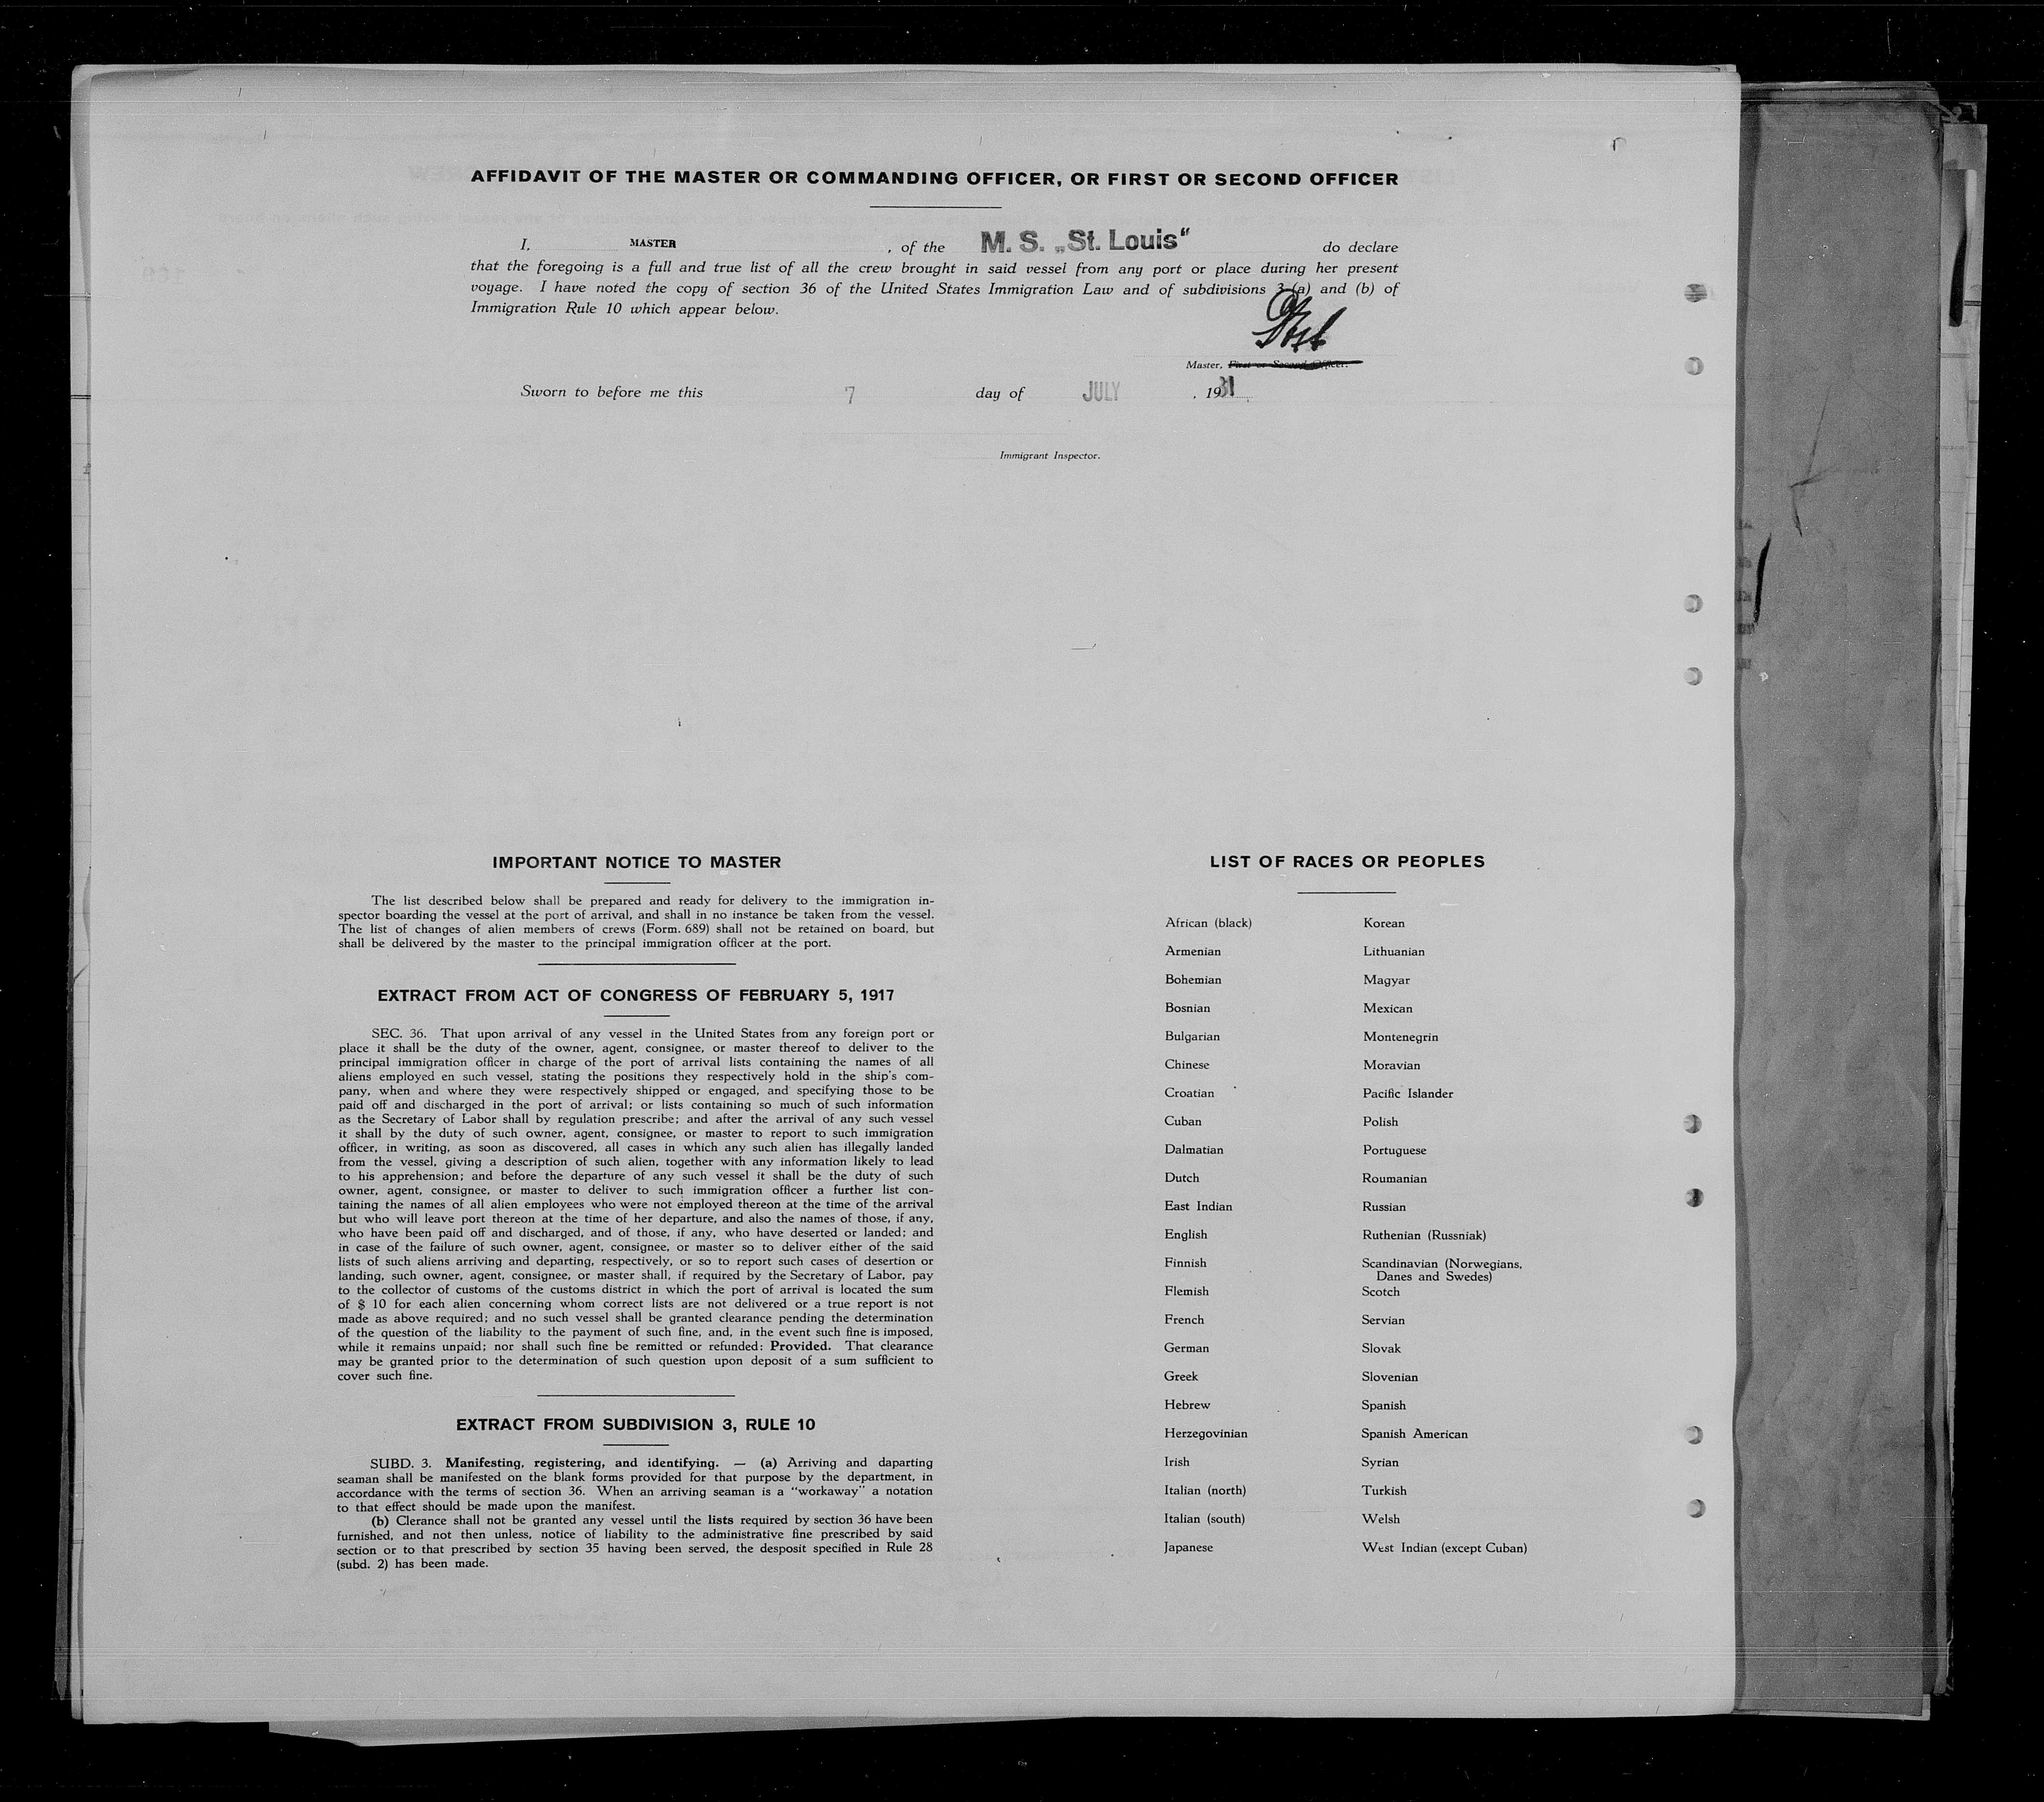 AFFIDAVIT OF THE MASTER OR COMMANDING OFFICER, OR FIRST OR SECOND OFFICER
I, MASTER , of the M. S. „St. Louis“ do declare
that the foregoing is a full and true list of all the crew brought in said vessel from any port or place during her present
voyage. I have noted the copy of section 36 of the United States Immigration Law and of subdivisions 3 (a) and (b) of
Immigration Rule 10 which appear below.
Master, First or Second Officer.
Sworn to before me this 7 day of JULY , 1931
Immigrant Inspector.
IMPORTANT NOTICE TO MASTER
The list described below shall be prepared and ready for delivery to the immigration in-
spector boarding the vessel at the port of arrival, and shall in no instance be taken from the vessel.
The list of changes of alien members of crews (Form. 689) shall not be retained on board, but
shall be delivered by the master to the principal immigration officer at the port.
EXTRACT FROM ACT OF CONGRESS OF FEBRUARY 5, 1917
SEC. 36. That upon arrival of any vessel in the United States from any foreign port or
place it shall be the duty of the owner, agent, consignee, or master thereof to deliver to the
principal immigration officer in charge of the port of arrival lists containing the names of all
aliens employed en such vessel, stating the positions they respectively hold in the ship's com-
pany, when and where they were respectively shipped or engaged, and specifying those to be
paid off and discharged in the port of arrival; or lists containing so much of such information
as the Secretary of Labor shall by regulation prescribe; and after the arrival of any such vessel
it shall by the duty of such owner, agent, consignee, or master to report to such immigration
officer, in writing, as soon as discovered, all cases in which any such alien has illegally landed
from the vessel, giving a description of such alien, together with any information likely to lead
to his apprehension; and before the departure of any such vessel it shall be the duty of such
owner, agent, consignee, or master to deliver to such immigration officer a further list con-
taining the names of all alien employees who were not employed thereon at the time of the arrival
but who will leave port thereon at the time of her departure, and also the names of those, if any,
who have been paid off and discharged, and of those, if any, who have deserted or landed; and
in case of the failure of such owner, agent, consignee, or master so to deliver either of the said
lists of such aliens arriving and departing, respectively, or so to report such cases of desertion or
landing, such owner, agent, consignee, or master shall, if required by the Secretary of Labor, pay
to the collector of customs of the customs district in which the port of arrival is located the sum
of $ 10 for each alien concerning whom correct lists are not delivered or a true report is not
made as above required; and no such vessel shall be granted clearance pending the determination
of the question of the liability to the payment of such fine, and, in the event such fine is imposed,
while it remains unpaid; nor shall such fine be remitted or refunded: Provided. That clearance
may be granted prior to the determination of such question upon deposit of a sum sufficient to
cover such fine.
EXTRACT FROM SUBDIVISION 3, RULE 10
SUBD. 3. Manifesting, registering, and identifying. — (a) Arriving and daparting
seaman shall be manifested on the blank forms provided for that purpose by the department, in
accordance with the terms of section 36. When an arriving seaman is a "workaway" a notation
to that effect should be made upon the manifest.
(b) Clerance shall not be granted any vessel until the lists required by section 36 have been
furnished, and not then unless, notice of liability to the administrative fine prescribed by said
section or to that prescribed by section 35 having been served, the desposit specified in Rule 28
(subd. 2) has been made.
LIST OF RACES OR PEOPLES
African (black)
Armenian
Bohemian
Bosnian
Bulgarian
Chinese
Croatian
Cuban
Dalmatian
Dutch
East Indian
English
Finnish
Flemish
French
German
Greek
Hebrew
Herzegovinian
Irish
Italian (north)
Italian (south)
Japanese
Korean
Lithuanian
Magyar
Mexican
Montenegrin
Moravian
Pacific Islander
Polish
Portuguese
Roumanian
Russian
Ruthenian (Russniak)
Scandinavian (Norwegians,
Danes and Swedes)
Scotch
Servian
Slovak
Slovenian
Spanish
Spanish American
Syrian
Turkish
Welsh
West Indian (except Cuban)